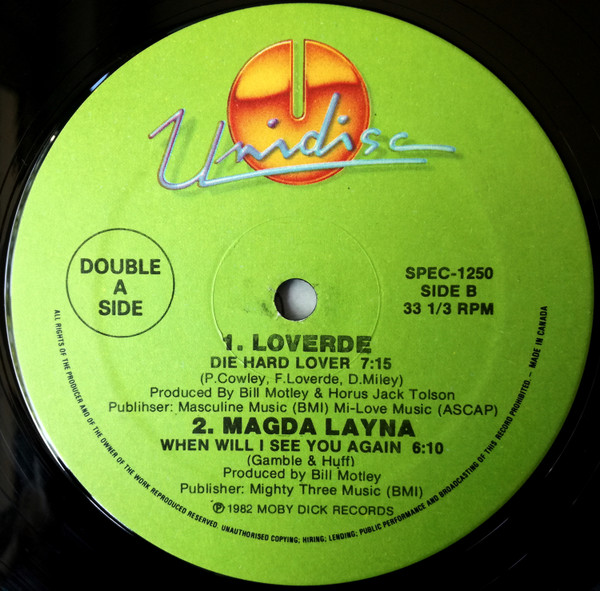 Unidisc
DOUBLE
A
SIDE
SPEC-1250
SIDE B
33 1/3 RPM
1. LOVERDE
DIE HARD LOVER 7:15
(P.Cowley, F.Loverde, D.Miley)
Produced By Bill Motley & Horus Jack Tolson
Publihser: Masculine Music (BMI) Mi-Love Music (ASCAP)
2. MAGDA LAYNA
WHEN WILL I SEE YOU AGAIN 6:10
(Gamble & Huff)
Produced by Bill Motley
Publisher: Mighty Three Music (BMI)
℗ 1982 MOBY DICK RECORDS
ALL RIGHTS OF THE PRODUCER AND OF THE OWNER OF THE WORK REPRODUCED RESERVED. UNAUTHORISED COPYING; HIRING; LENDING; PUBLIC PERFORMANCE AND BROADCASTING OF THIS RECORD PROHIBITED. — MADE IN CANADA